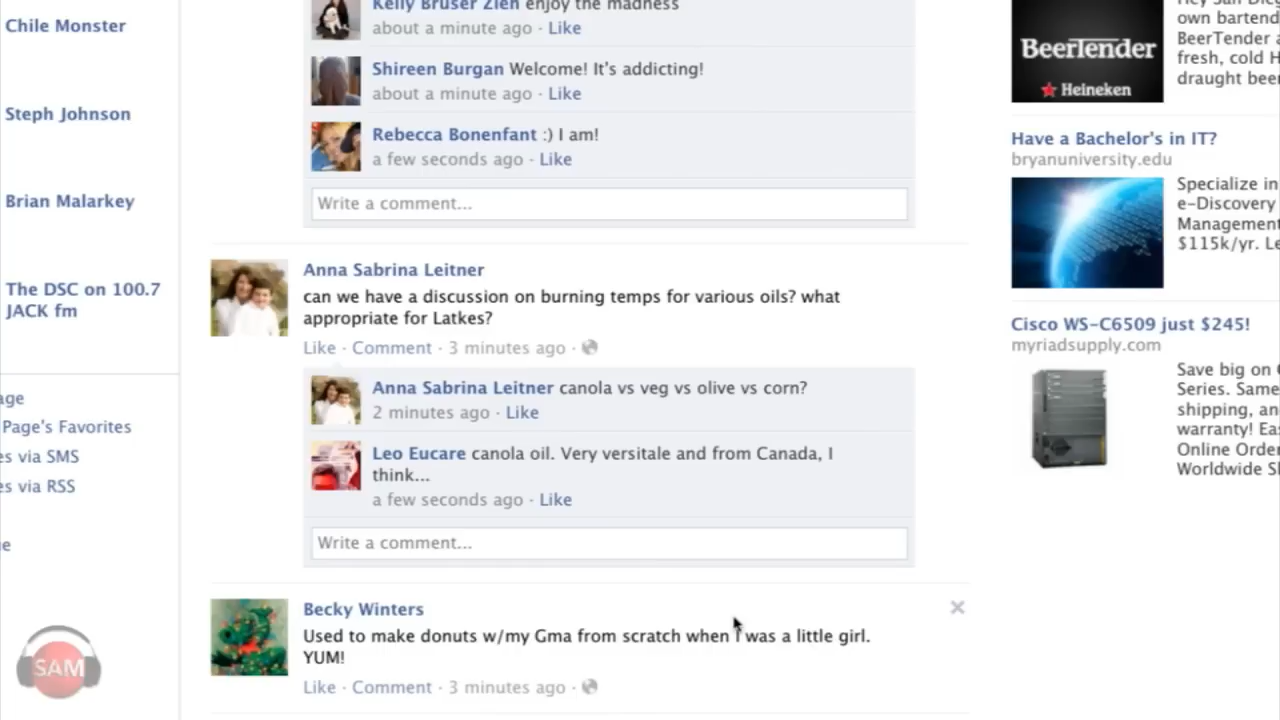 Chile Monster
Steph Johnson
Brian Malarkey
The DSC on 100.7
JACK fm
age
Page's Favorites
es via SMS
es via RSS
e
SAM
Kelly Bruser Zien enjoy the madness
about a minute ago · Like
Shireen Burgan Welcome! It's addicting!
about a minute ago · Like
Rebecca Bonenfant :) I am!
a few seconds ago · Like
Write a comment...
Anna Sabrina Leitner
can we have a discussion on burning temps for various oils? what
appropriate for Latkes?
Like · Comment · 3 minutes ago ·
Anna Sabrina Leitner canola vs veg vs olive vs corn?
2 minutes ago · Like
Leo Eucare canola oil. Very versitale and from Canada, I
think...
a few seconds ago · Like
Write a comment...
Becky Winters
Used to make donuts w/my Gma from scratch when I was a little girl.
YUM!
Like · Comment · 3 minutes ago ·
BeerTender
Heineken
own bartend
BeerTender a
fresh, cold H
draught bee
Have a Bachelor's in IT?
bryanuniversity.edu
Specialize in
e-Discovery
Management
$115k/yr. Le
Cisco WS-C6509 just $245!
myriadsupply.com
Save big on
Series. Same
shipping, an
warranty! Ea
Online Order
Worldwide S